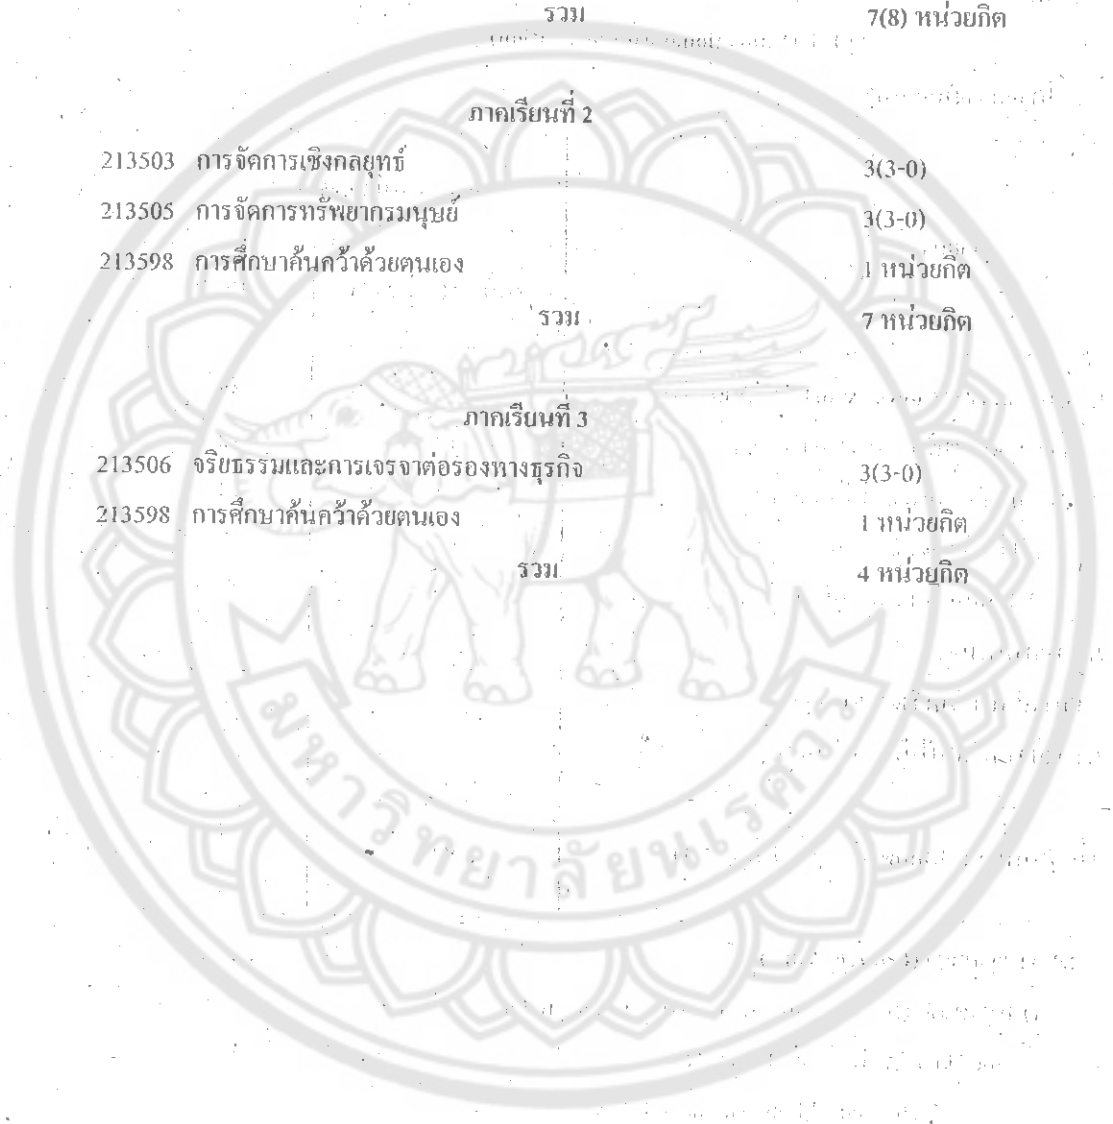 รวม 7(8) หน่วยกิต
ภาคเรียนที่ 2
213503 การจัดการเชิงกลยุทธ์ 3(3-0)
213505 การจัดการทรัพยากรมนุษย์ 3(3-0)
213598 การศึกษาค้นคว้าด้วยตนเอง 1 หน่วยกิต
รวม 7 หน่วยกิต
ภาคเรียนที่ 3
213506 จริยธรรมและการเจรจาต่อรองทางธุรกิจ 3(3-0)
213598 การศึกษาค้นคว้าด้วยตนเอง 1 หน่วยกิต
รวม 4 หน่วยกิต
มหาวิทยาลัยนเรศวร